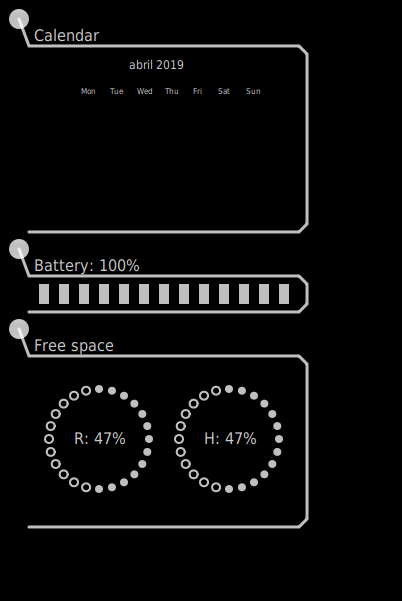 Calendar
abril 2019
Mon Tue Wed Thu Fri Sat Sun
Battery: 100%
Free space
R: 47% H: 47%